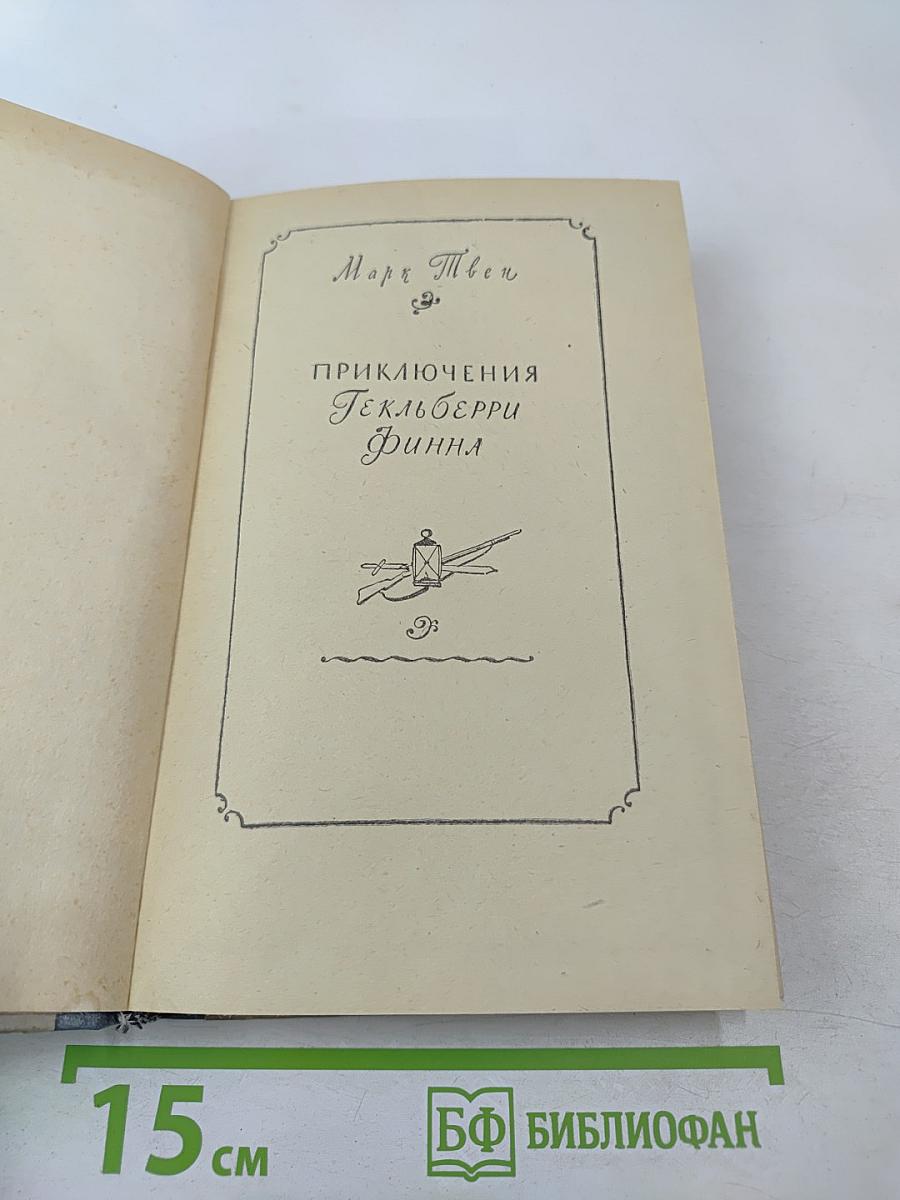 Марк Твен
ПРИКЛЮЧЕНИЯ
Гекльберри
Финна
15 см
БФ БИБЛИОФАН